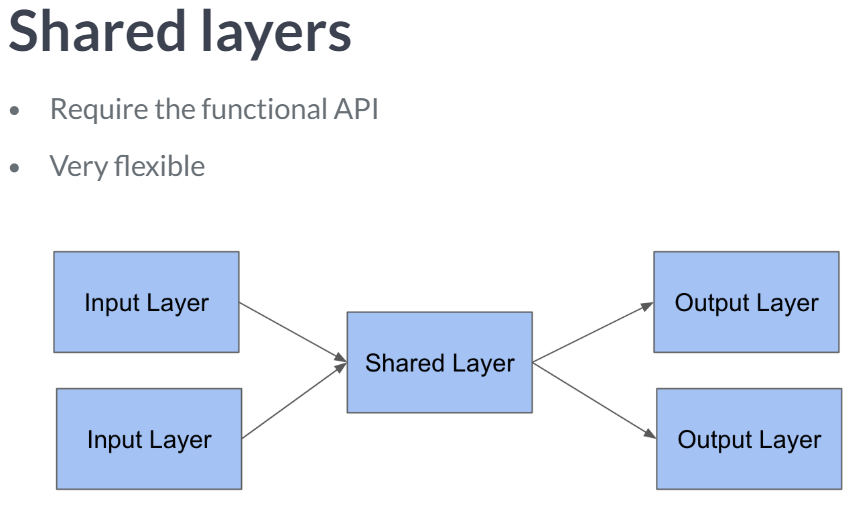 Shared layers
• Require the functional API
• Very flexible
Input Layer
Output Layer
Shared Layer
Input Layer
Output Layer